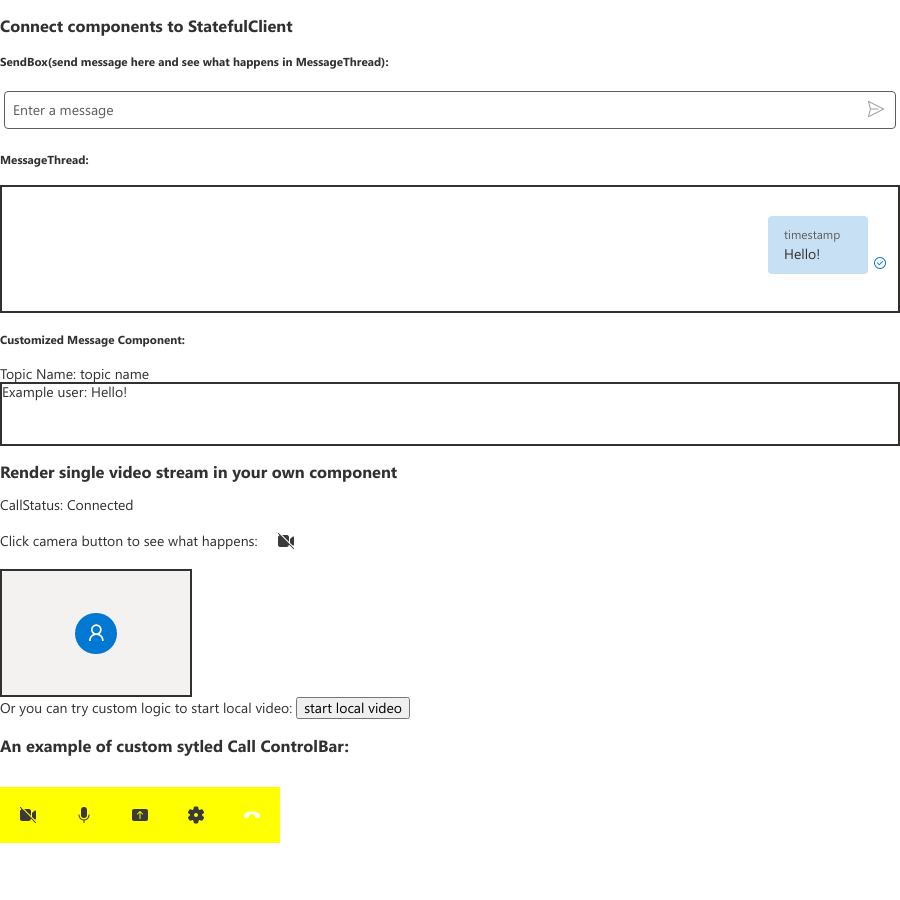 Connect components to StatefulClient
SendBox(send message here and see what happens in MessageThread):
Enter a message
MessageThread:
timestamp
Hello!
Customized Message Component:
Topic Name: topic name
Example user: Hello!
Render single video stream in your own component
CallStatus: Connected
Click camera button to see what happens:
Or you can try custom logic to start local video: start local video
An example of custom sytled Call ControlBar: